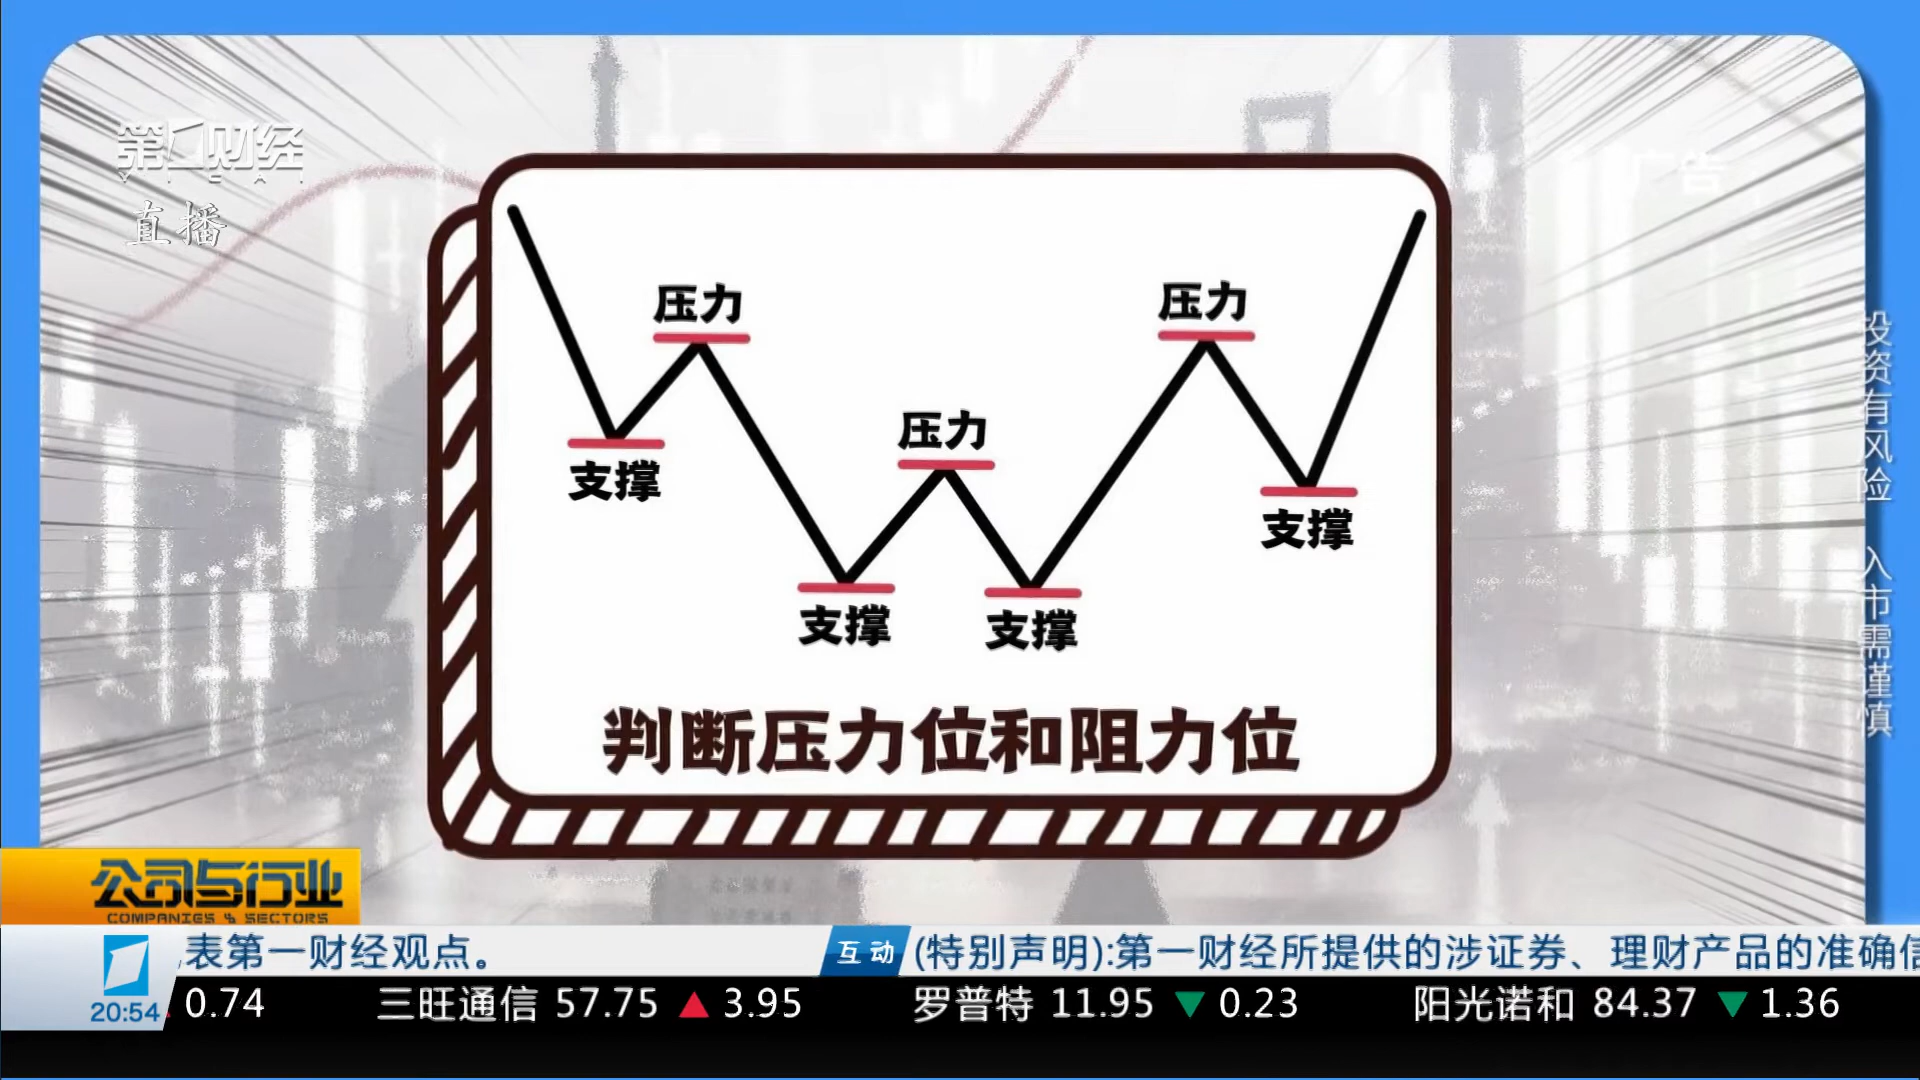 第一财经
YICAI
直播
广告
压力
压力
压力
支撑
支撑
支撑
支撑
判断压力位和阻力位
投资有风险 入市需谨慎
公司与行业
COMPANIES & SECTORS
表第一财经观点。
互动
(特别声明):第一财经所提供的涉证券、理财产品的准确信
20:54
0.74
三旺通信 57.75 ▲ 3.95
罗普特 11.95 ▼ 0.23
阳光诺和 84.37 ▼ 1.36